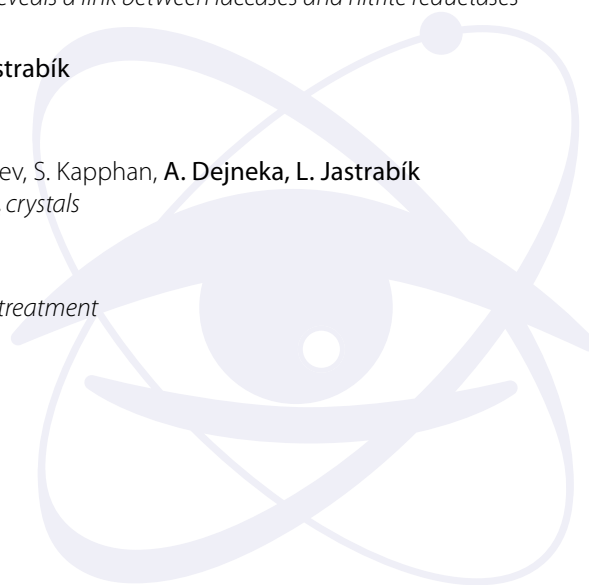 reveals a link between laccases and nitrite reductases
strabík
ev, S. Kapphan, A. Dejneka, L. Jastrabík
crystals
treatment